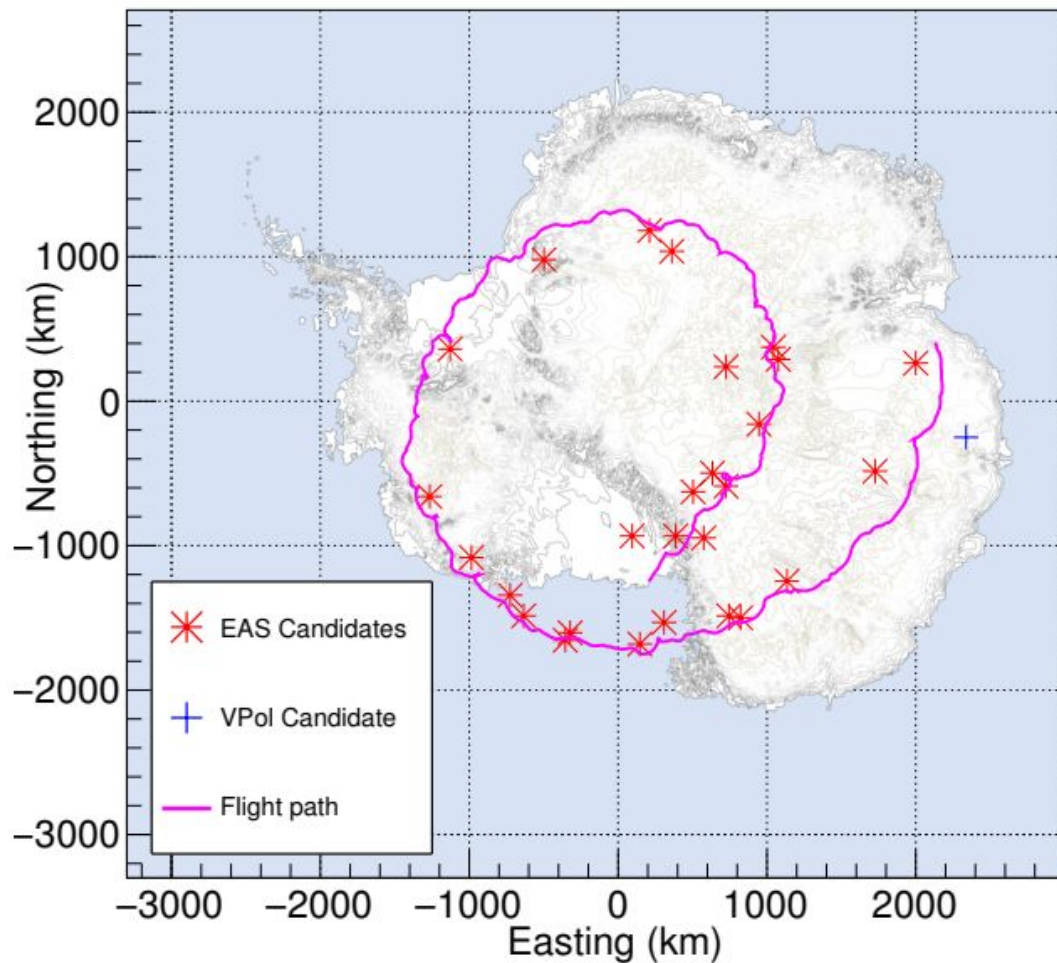 2000
1000
0
−1000
−2000
−3000
Northing (km)
EAS Candidates
VPol Candidate
Flight path
−3000 −2000 −1000 0 1000 2000
Easting (km)